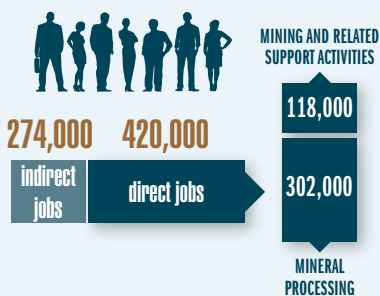 MINING AND RELATED
SUPPORT ACTIVITIES
274,000 420,000
118,000
indirect
jobs
direct jobs
302,000
MINERAL
PROCESSING